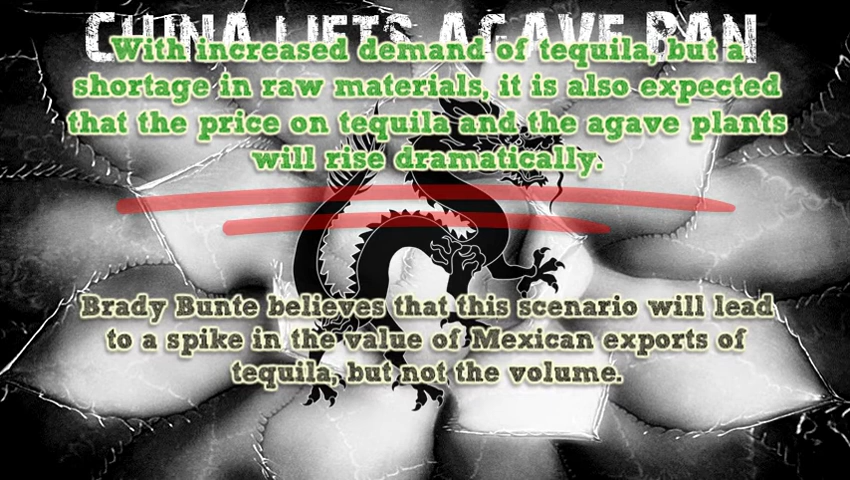 CHINA LIFTS AGAVE BAN
With increased demand of tequila, but a
shortage in raw materials, it is also expected
that the price on tequila and the agave plants
will rise dramatically.
Brady Bunte believes that this scenario will lead
to a spike in the value of Mexican exports of
tequila, but not the volume.